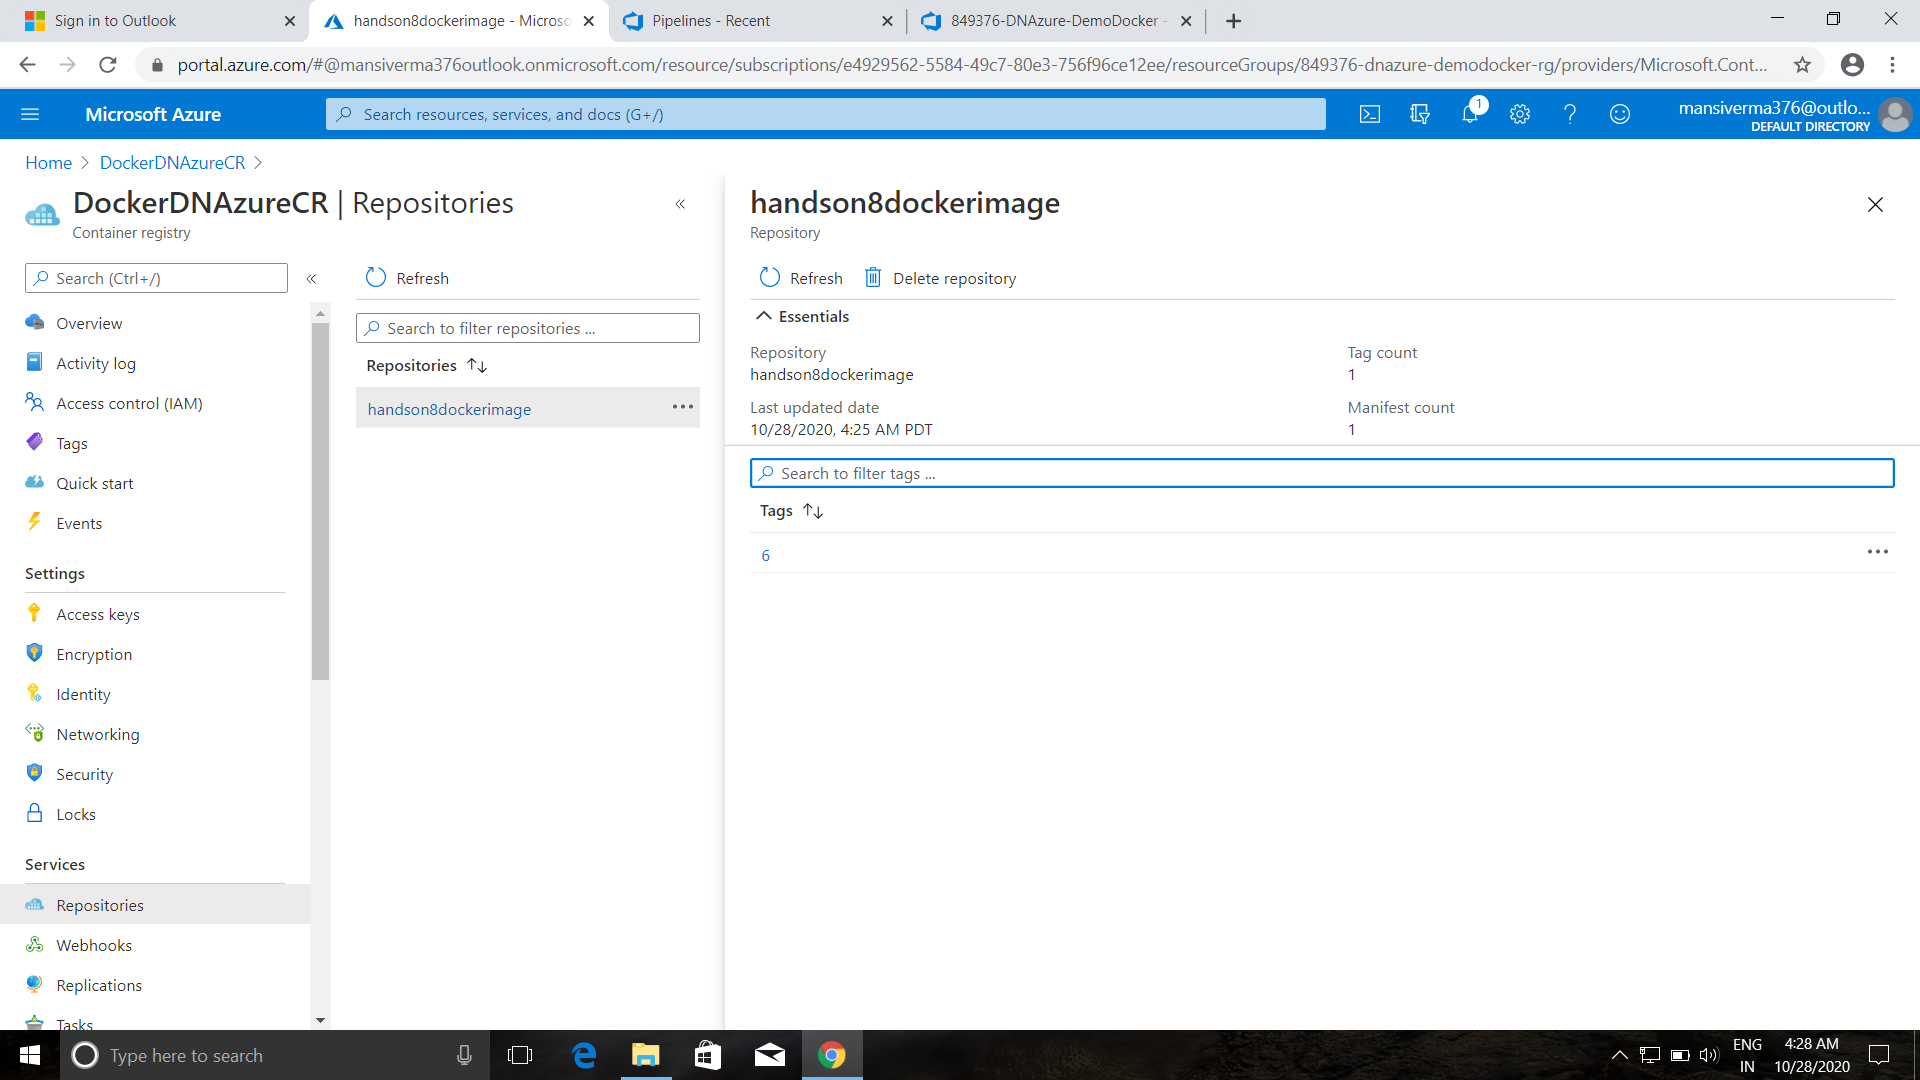 Sign in to Outlook
handson8dockerimage - Microso
Pipelines - Recent
849376-DNAzure-DemoDocker -
portal.azure.com/#@mansiverma376outlook.onmicrosoft.com/resource/subscriptions/e4929562-5584-49c7-80e3-756f96ce12ee/resourceGroups/849376-dnazure-demodocker-rg/providers/Microsoft.Cont...
Microsoft Azure
Search resources, services, and docs (G+/)
1
mansiverma376@outlo...
DEFAULT DIRECTORY
Home > DockerDNAzureCR >
DockerDNAzureCR | Repositories
Container registry
Search (Ctrl+/)
Overview
Activity log
Access control (IAM)
Tags
Quick start
Events
Settings
Access keys
Encryption
Identity
Networking
Security
Locks
Services
Repositories
Webhooks
Replications
Tasks
Refresh
Search to filter repositories ...
Repositories
handson8dockerimage
handson8dockerimage
Repository
Refresh
Delete repository
Essentials
Repository
handson8dockerimage
Tag count
1
Last updated date
10/28/2020, 4:25 AM PDT
Manifest count
1
Search to filter tags ...
Tags
6
Type here to search
ENG
IN
4:28 AM
10/28/2020